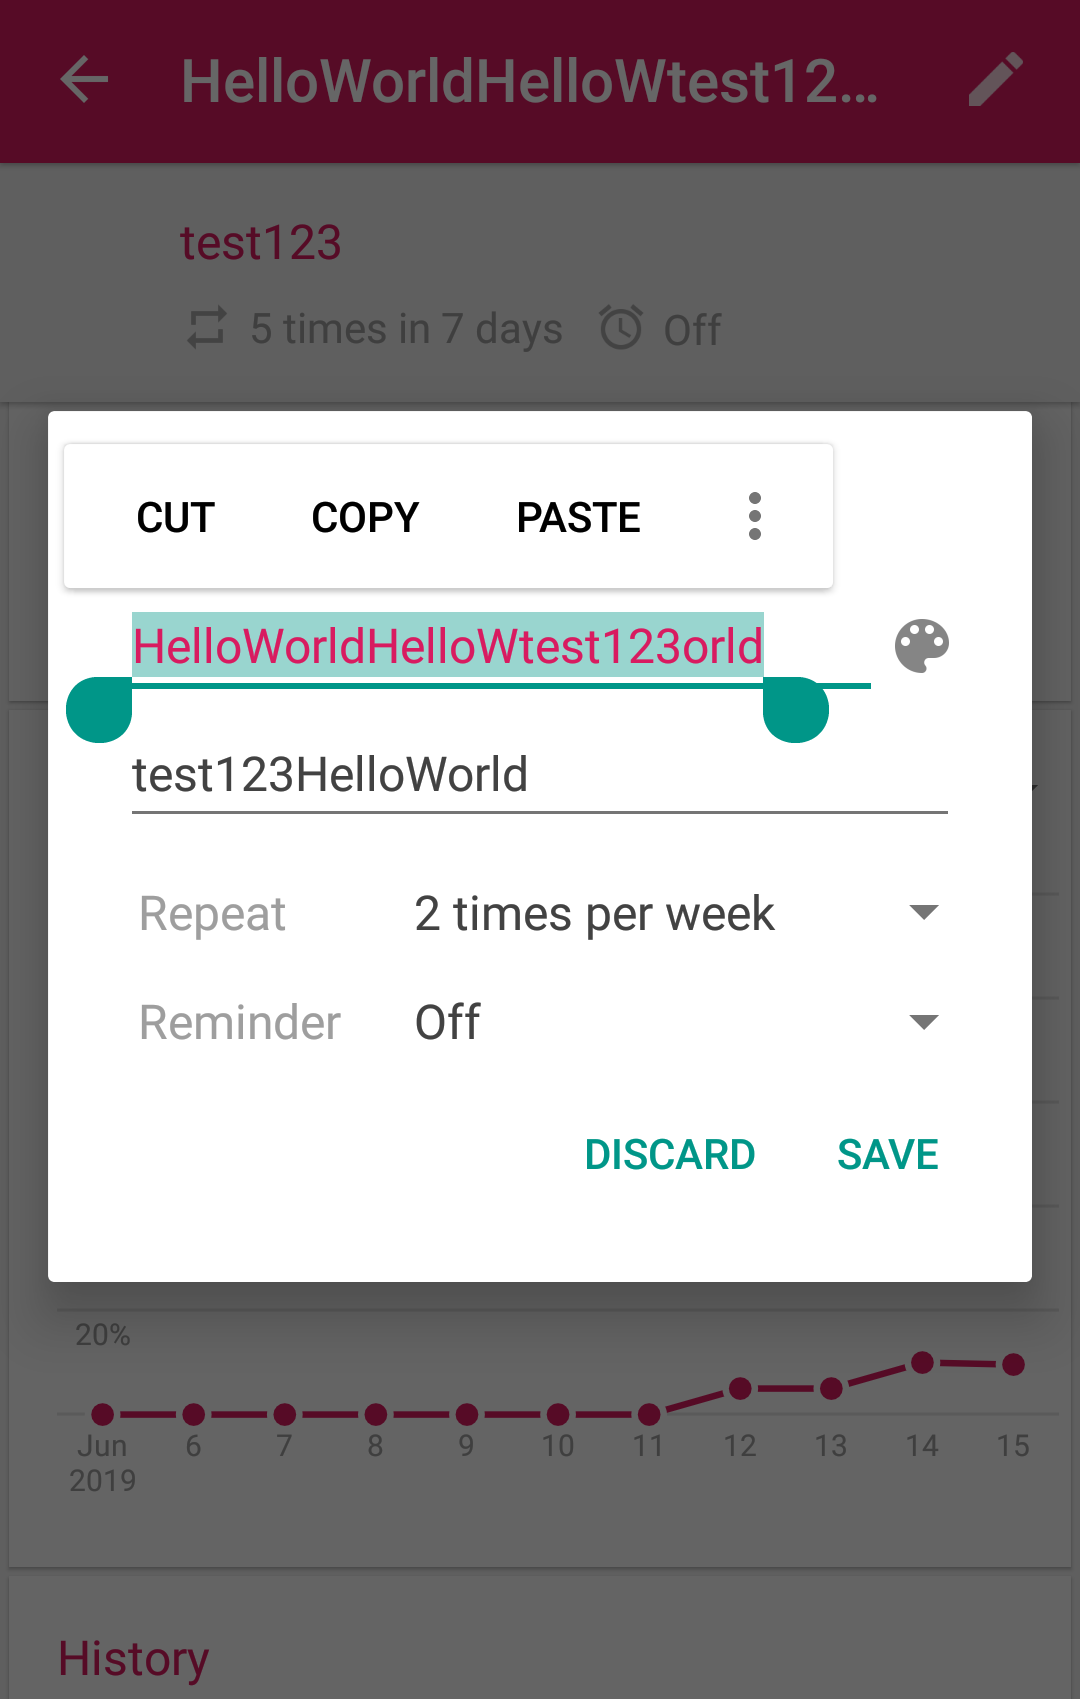 HelloWorldHelloWtest12...
test123
5 times in 7 days Off
CUT COPY PASTE
HelloWorldHelloWtest123orld
test123HelloWorld
Repeat 2 times per week
Reminder Off
DISCARD SAVE
20%
Jun 6 7 8 9 10 11 12 13 14 15
2019
History